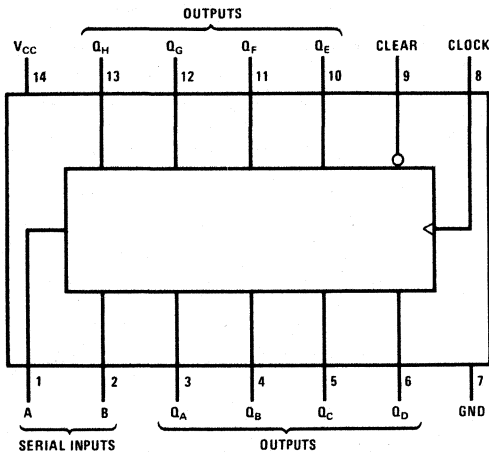 OUTPUTS
VCC QH QG QF QE CLEAR CLOCK
14 13 12 11 10 9 8
1 2 3 4 5 6 7
A B QA QB QC QD GND
SERIAL INPUTS OUTPUTS